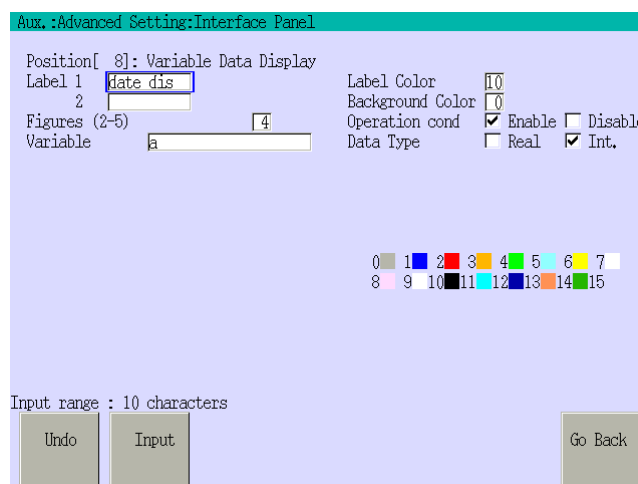 Aux.:Advanced Setting:Interface Panel
Position[ 8]: Variable Data Display
Label 1 date dis Label Color 10
2 Background Color 0
Figures (2-5) 4 Operation cond Enable Disabl
Variable a Data Type Real Int.
0 1 2 3 4 5 6 7
8 9 10 11 12 13 14 15
Input range : 10 characters
Undo Input Go Back